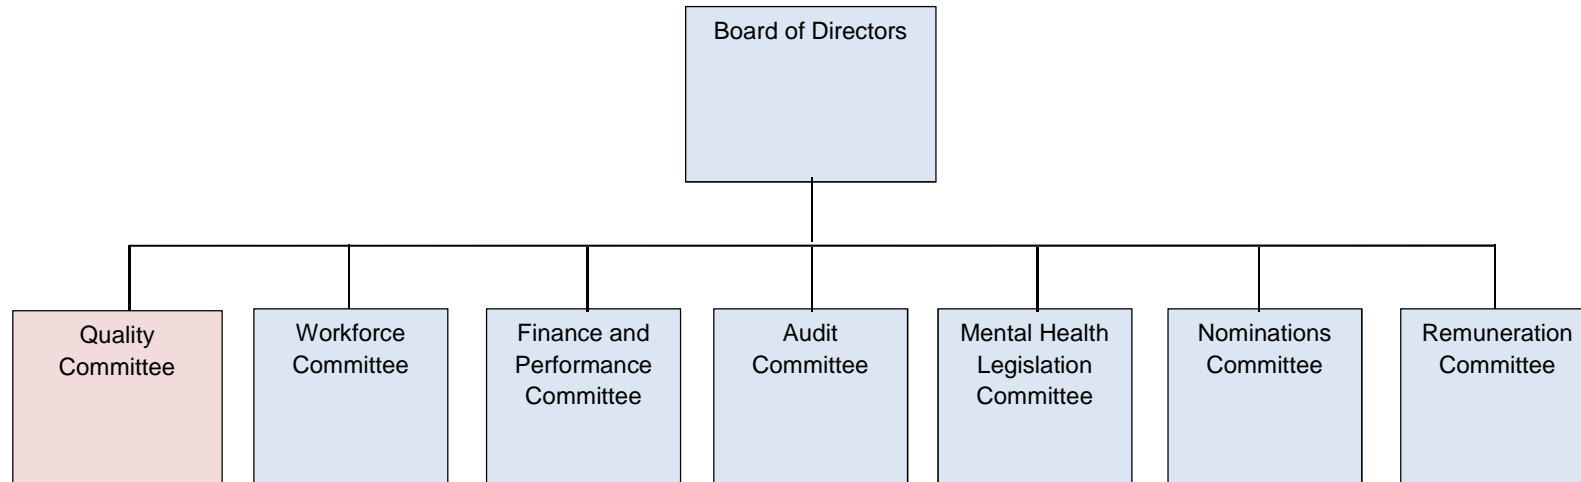 Board of Directors
Quality
Committee
Workforce
Committee
Finance and
Performance
Committee
Audit
Committee
Mental Health
Legislation
Committee
Nominations
Committee
Remuneration
Committee